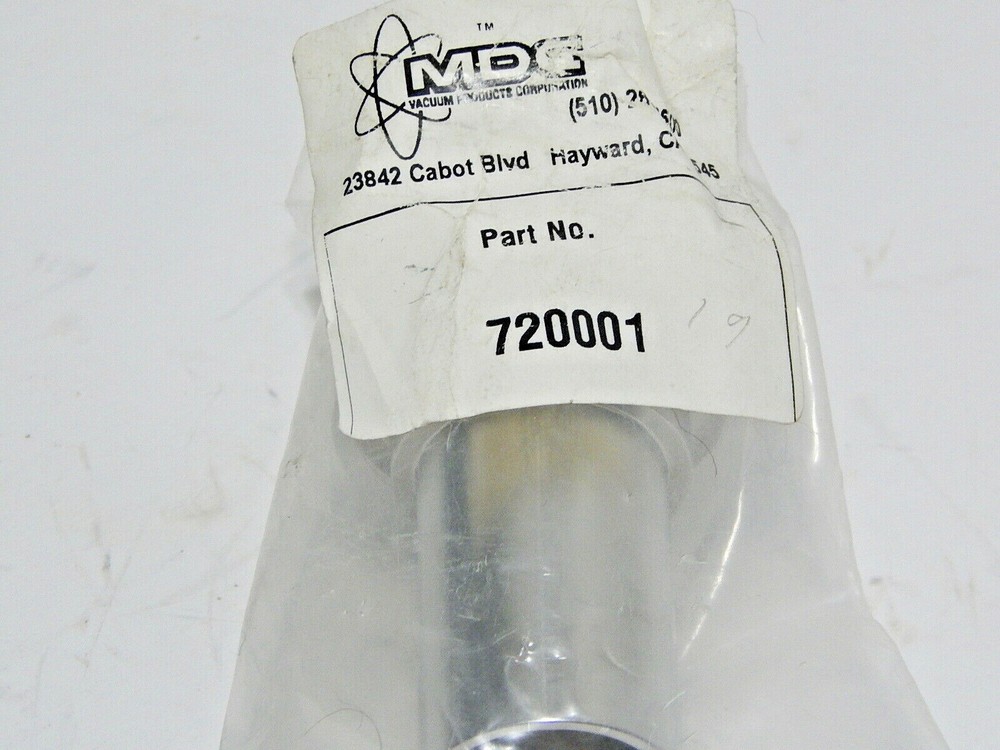 TM
MDC
VACUUM PRODUCTS CORPORATION
(510)
23842 Cabot Blvd Hayward,
Part No.
720001